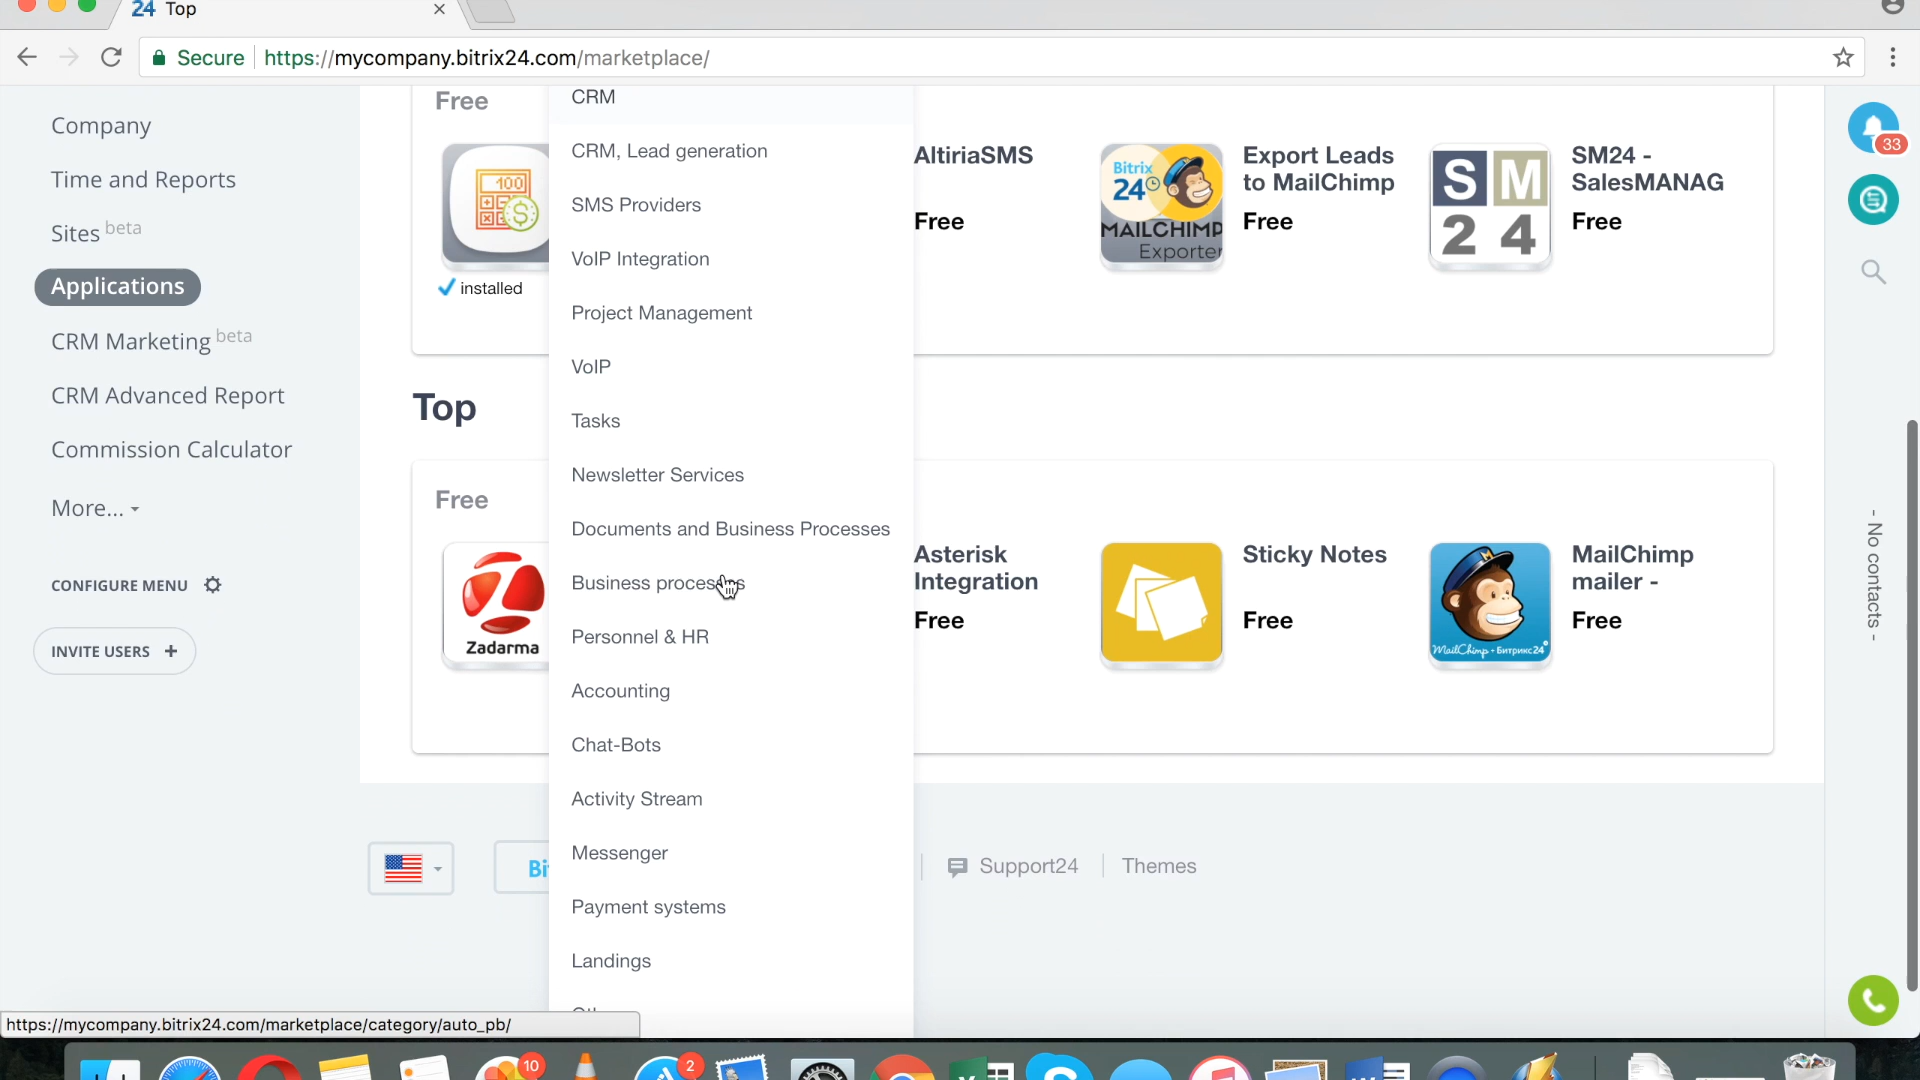 24 Top
Secure https://mycompany.bitrix24.com/marketplace/
Company
Time and Reports
Sites beta
Applications
CRM Marketing beta
CRM Advanced Report
Commission Calculator
More...
CONFIGURE MENU
INVITE USERS +
Free
installed
CRM
CRM, Lead generation
SMS Providers
VoIP Integration
Project Management
VoIP
Tasks
Newsletter Services
Documents and Business Processes
Business processes
Personnel & HR
Accounting
Chat-Bots
Activity Stream
Messenger
Payment systems
Landings
100
AltiriaSMS
Free
Bitrix
24
MAILCHIMP
Exporter
Export Leads
to MailChimp
Free
S M
2 4
SM24 -
SalesMANAG
Free
Top
Free
Zadarma
Asterisk
Integration
Free
Sticky Notes
Free
MailChimp • Битрикс24
MailChimp
mailer -
Free
Support24
Themes
33
- No contacts -
https://mycompany.bitrix24.com/marketplace/category/auto_pb/
10
2